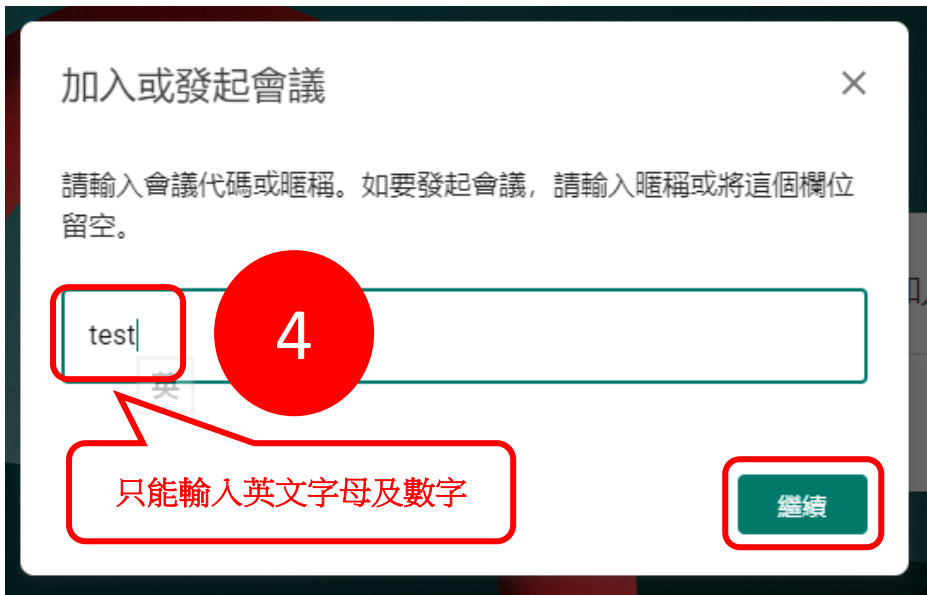 加入或發起會議
請輸入會議代碼或暱稱。如要發起會議，請輸入暱稱或將這個欄位
留空。
test
4
英
只能輸入英文字母及數字
繼續